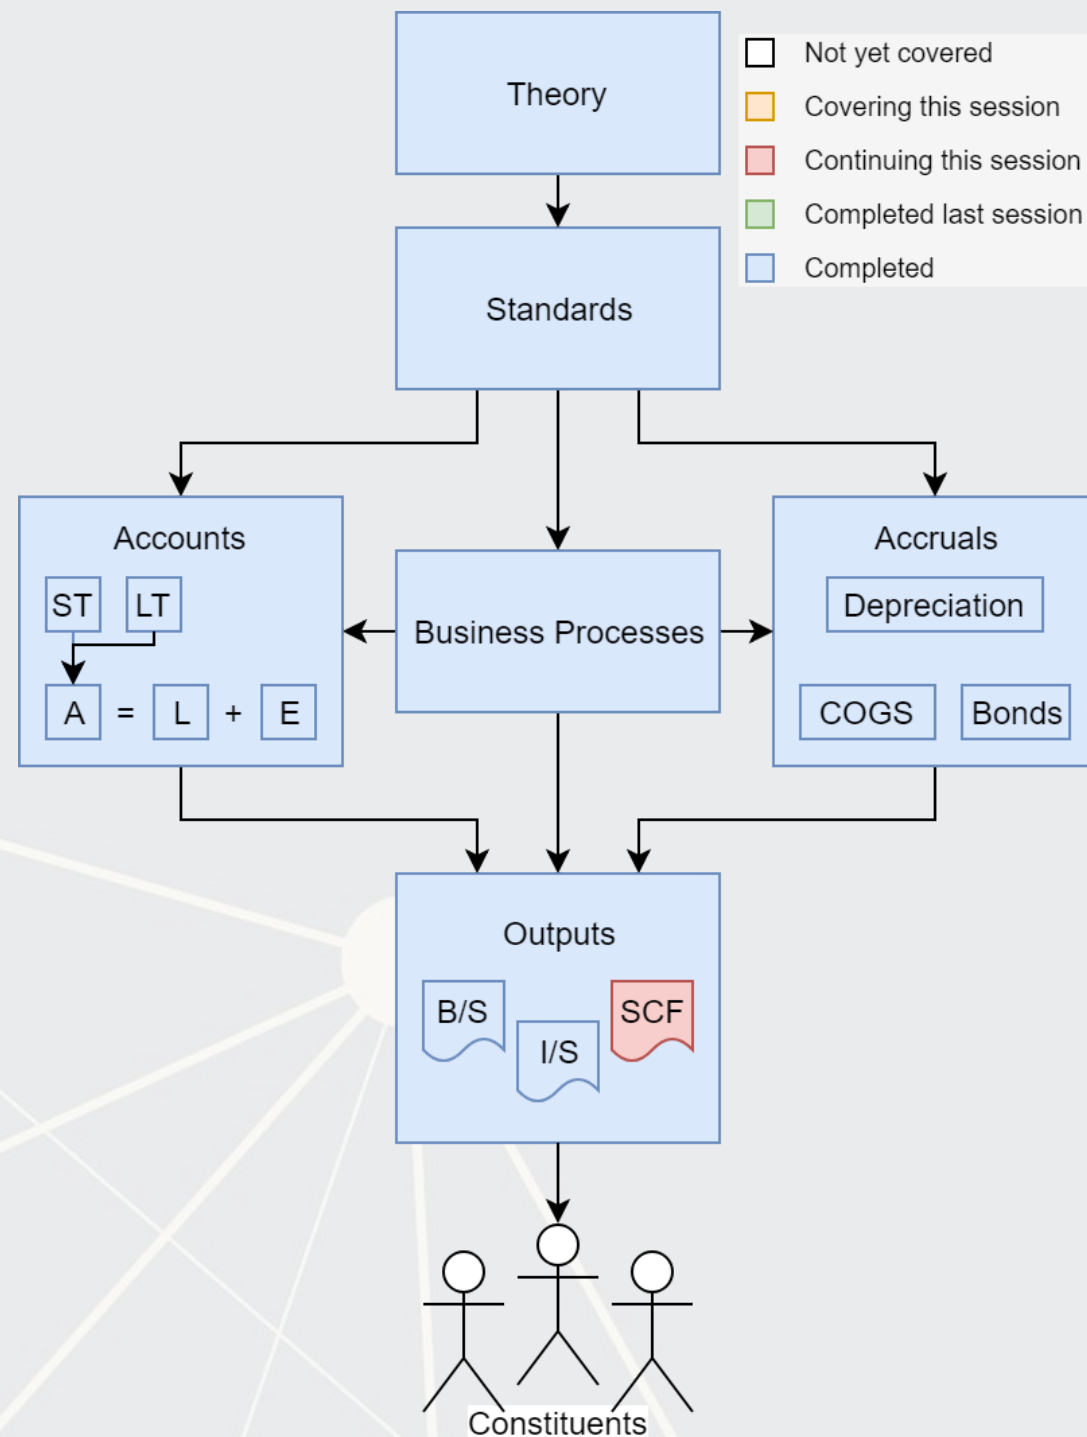 Theory
Not yet covered
Covering this session
Continuing this session
Completed last session
Completed
Standards
Accounts
ST LT
A = L + E
Business Processes
Accruals
Depreciation
COGS Bonds
Outputs
B/S
I/S
SCF
Constituents